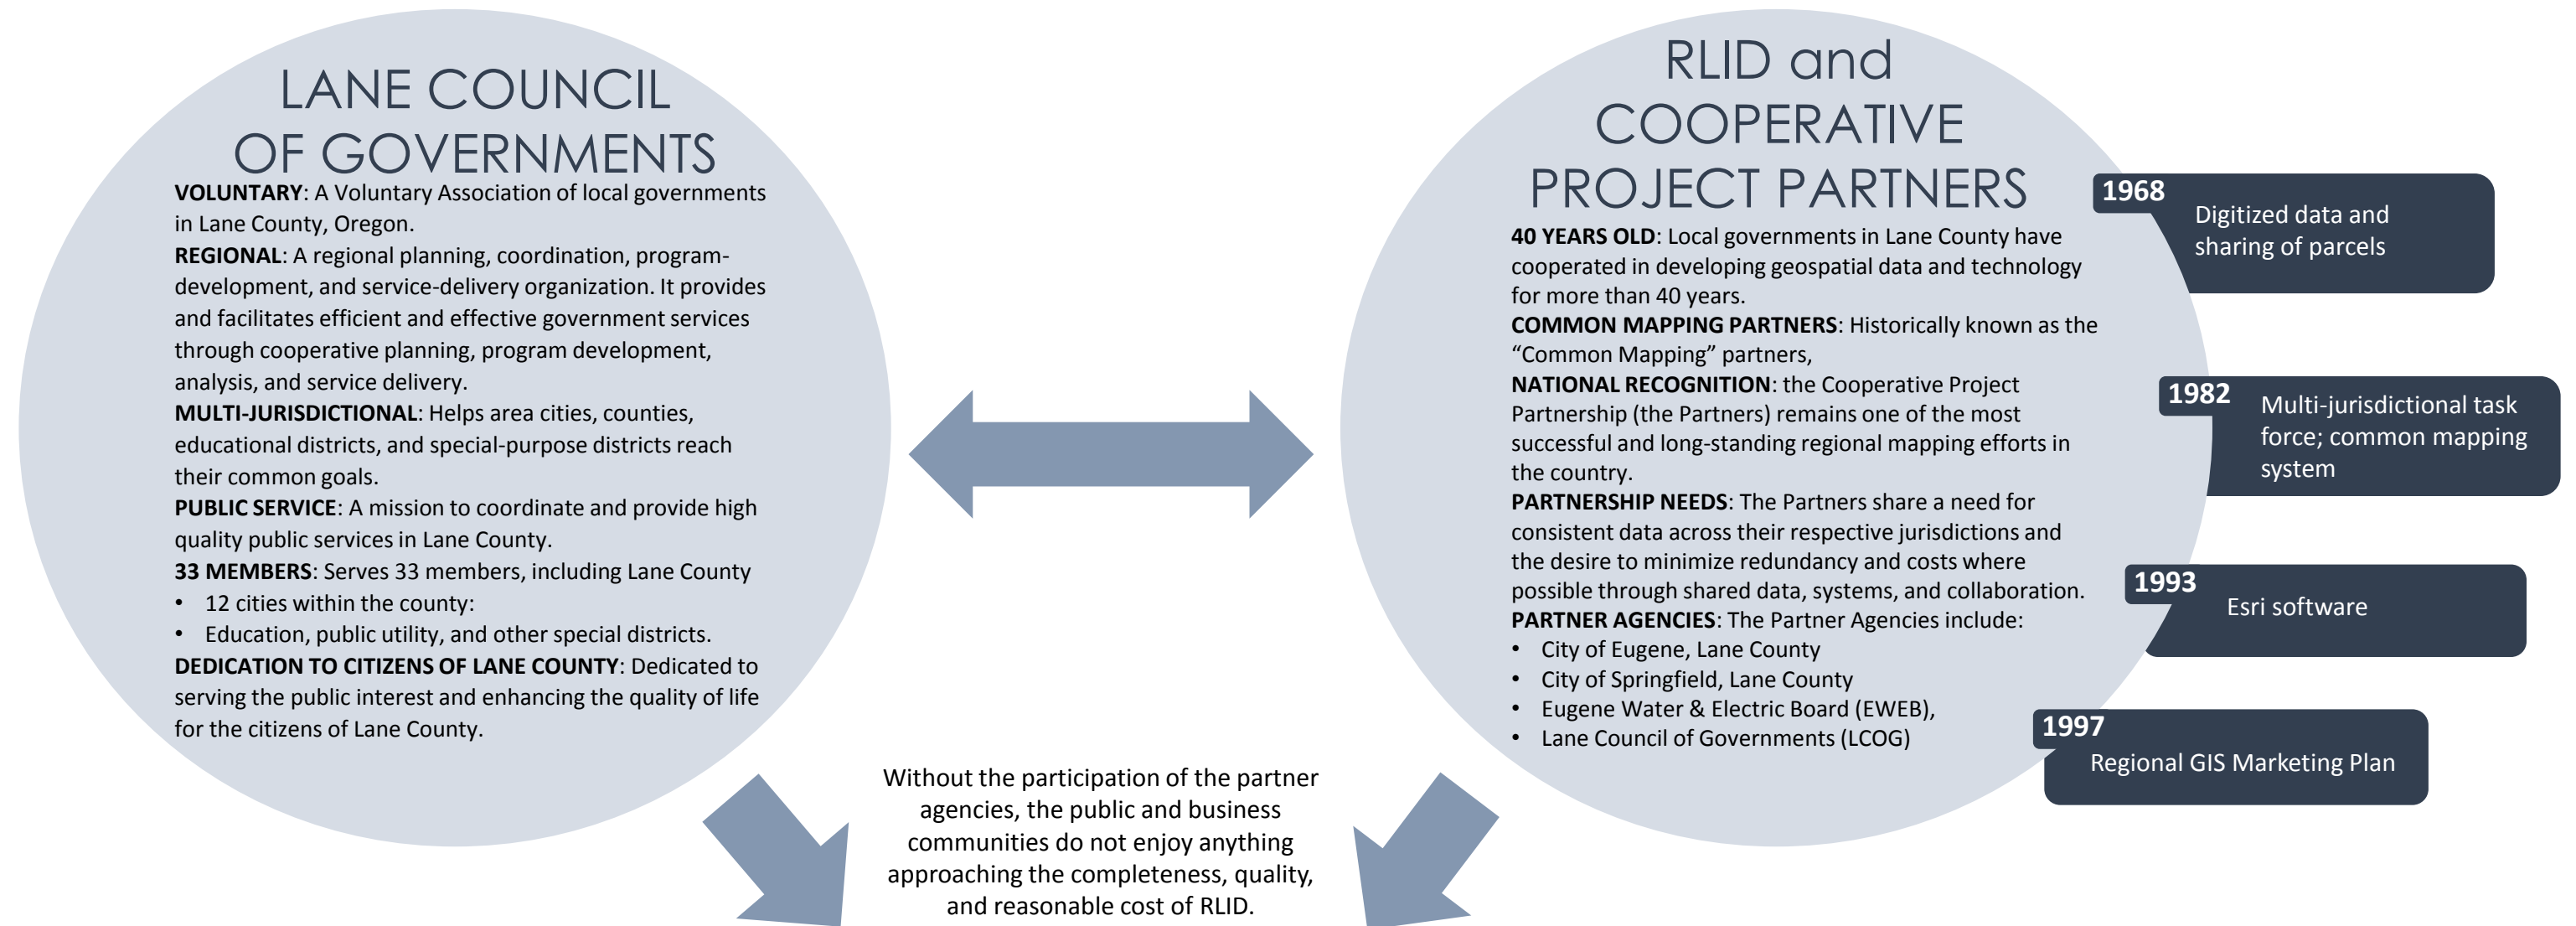 LANE COUNCIL
OF GOVERNMENTS
VOLUNTARY: A Voluntary Association of local governments
in Lane County, Oregon.
REGIONAL: A regional planning, coordination, program-
development, and service-delivery organization. It provides
and facilitates efficient and effective government services
through cooperative planning, program development,
analysis, and service delivery.
MULTI-JURISDICTIONAL: Helps area cities, counties,
educational districts, and special-purpose districts reach
their common goals.
PUBLIC SERVICE: A mission to coordinate and provide high
quality public services in Lane County.
33 MEMBERS: Serves 33 members, including Lane County
• 12 cities within the county:
• Education, public utility, and other special districts.
DEDICATION TO CITIZENS OF LANE COUNTY: Dedicated to
serving the public interest and enhancing the quality of life
for the citizens of Lane County.
Without the participation of the partner
agencies, the public and business
communities do not enjoy anything
approaching the completeness, quality,
and reasonable cost of RLID.
RLID and
COOPERATIVE
PROJECT PARTNERS
40 YEARS OLD: Local governments in Lane County have
cooperated in developing geospatial data and technology
for more than 40 years.
COMMON MAPPING PARTNERS: Historically known as the
“Common Mapping” partners,
NATIONAL RECOGNITION: the Cooperative Project
Partnership (the Partners) remains one of the most
successful and long-standing regional mapping efforts in
the country.
PARTNERSHIP NEEDS: The Partners share a need for
consistent data across their respective jurisdictions and
the desire to minimize redundancy and costs where
possible through shared data, systems, and collaboration.
PARTNER AGENCIES: The Partner Agencies include:
• City of Eugene, Lane County
• City of Springfield, Lane County
• Eugene Water & Electric Board (EWEB),
• Lane Council of Governments (LCOG)
1968
Digitized data and
sharing of parcels
1982
Multi-jurisdictional task
force; common mapping
system
1993
Esri software
1997
Regional GIS Marketing Plan